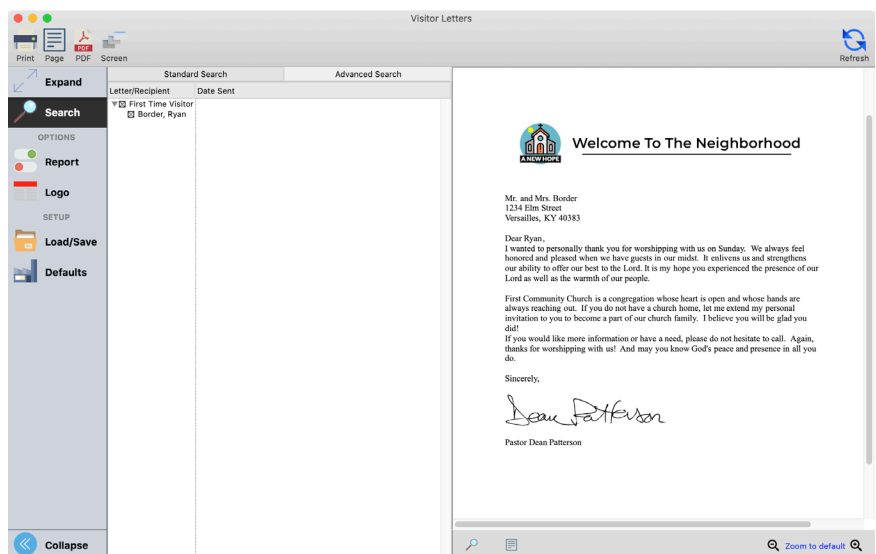 Visitor Letters
Print Page PDF Screen
Refresh
Expand
Search
OPTIONS
Report
Logo
SETUP
Load/Save
Defaults
Collapse
Standard Search Advanced Search
Letter/Recipient Date Sent
First Time Visitor
Border, Ryan
A NEW HOPE
Welcome To The Neighborhood
Mr. and Mrs. Border
1234 Elm Street
Versailles, KY 40383
Dear Ryan,
I wanted to personally thank you for worshipping with us on Sunday. We always feel
honored and pleased when we have guests in our midst. It enlivens us and strengthens
our ability to offer our best to the Lord. It is my hope you experienced the presence of our
Lord as well as the warmth of our people.
First Community Church is a congregation whose heart is open and whose hands are
always reaching out. If you do not have a church home, let me extend my personal
invitation to you to become a part of our church family. I believe you will be glad you
did!
If you would like more information or have a need, please do not hesitate to call. Again,
thanks for worshipping with us! And may you know God's peace and presence in all you
do.
Sincerely,
Dean Patterson
Pastor Dean Patterson
Zoom to default